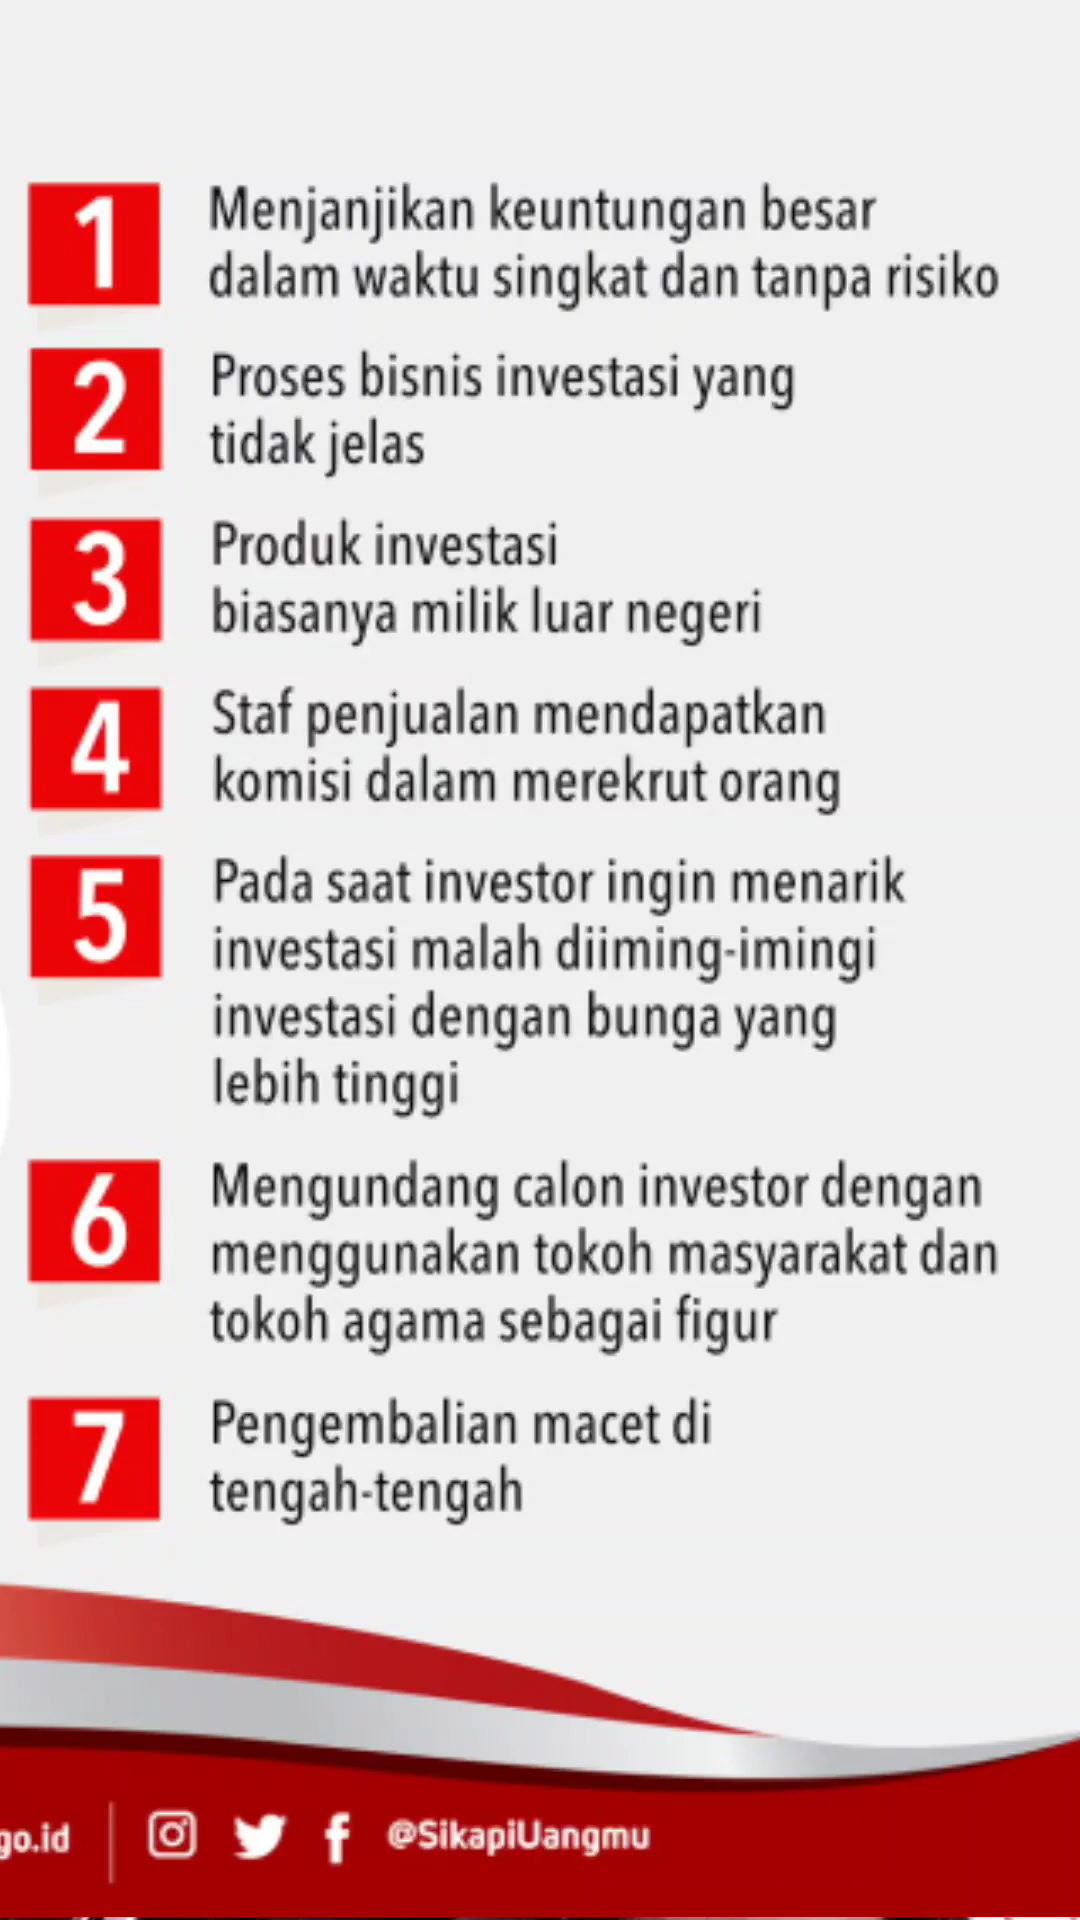 1 Menjanjikan keuntungan besar
dalam waktu singkat dan tanpa risiko
2 Proses bisnis investasi yang
tidak jelas
3 Produk investasi
biasanya milik luar negeri
4 Staf penjualan mendapatkan
komisi dalam merekrut orang
5 Pada saat investor ingin menarik
investasi malah diiming-imingi
investasi dengan bunga yang
lebih tinggi
6 Mengundang calon investor dengan
menggunakan tokoh masyarakat dan
tokoh agama sebagai figur
7 Pengembalian macet di
tengah-tengah
go.id @SikapiUangmu